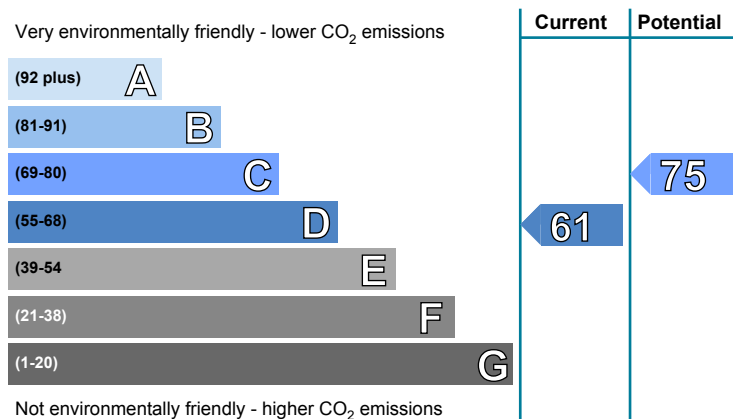 Current Potential
Very environmentally friendly - lower CO2 emissions
(92 plus) A
(81-91) B
(69-80) C 75
(55-68) D 61
(39-54 E
(21-38) F
(1-20) G
Not environmentally friendly - higher CO2 emissions